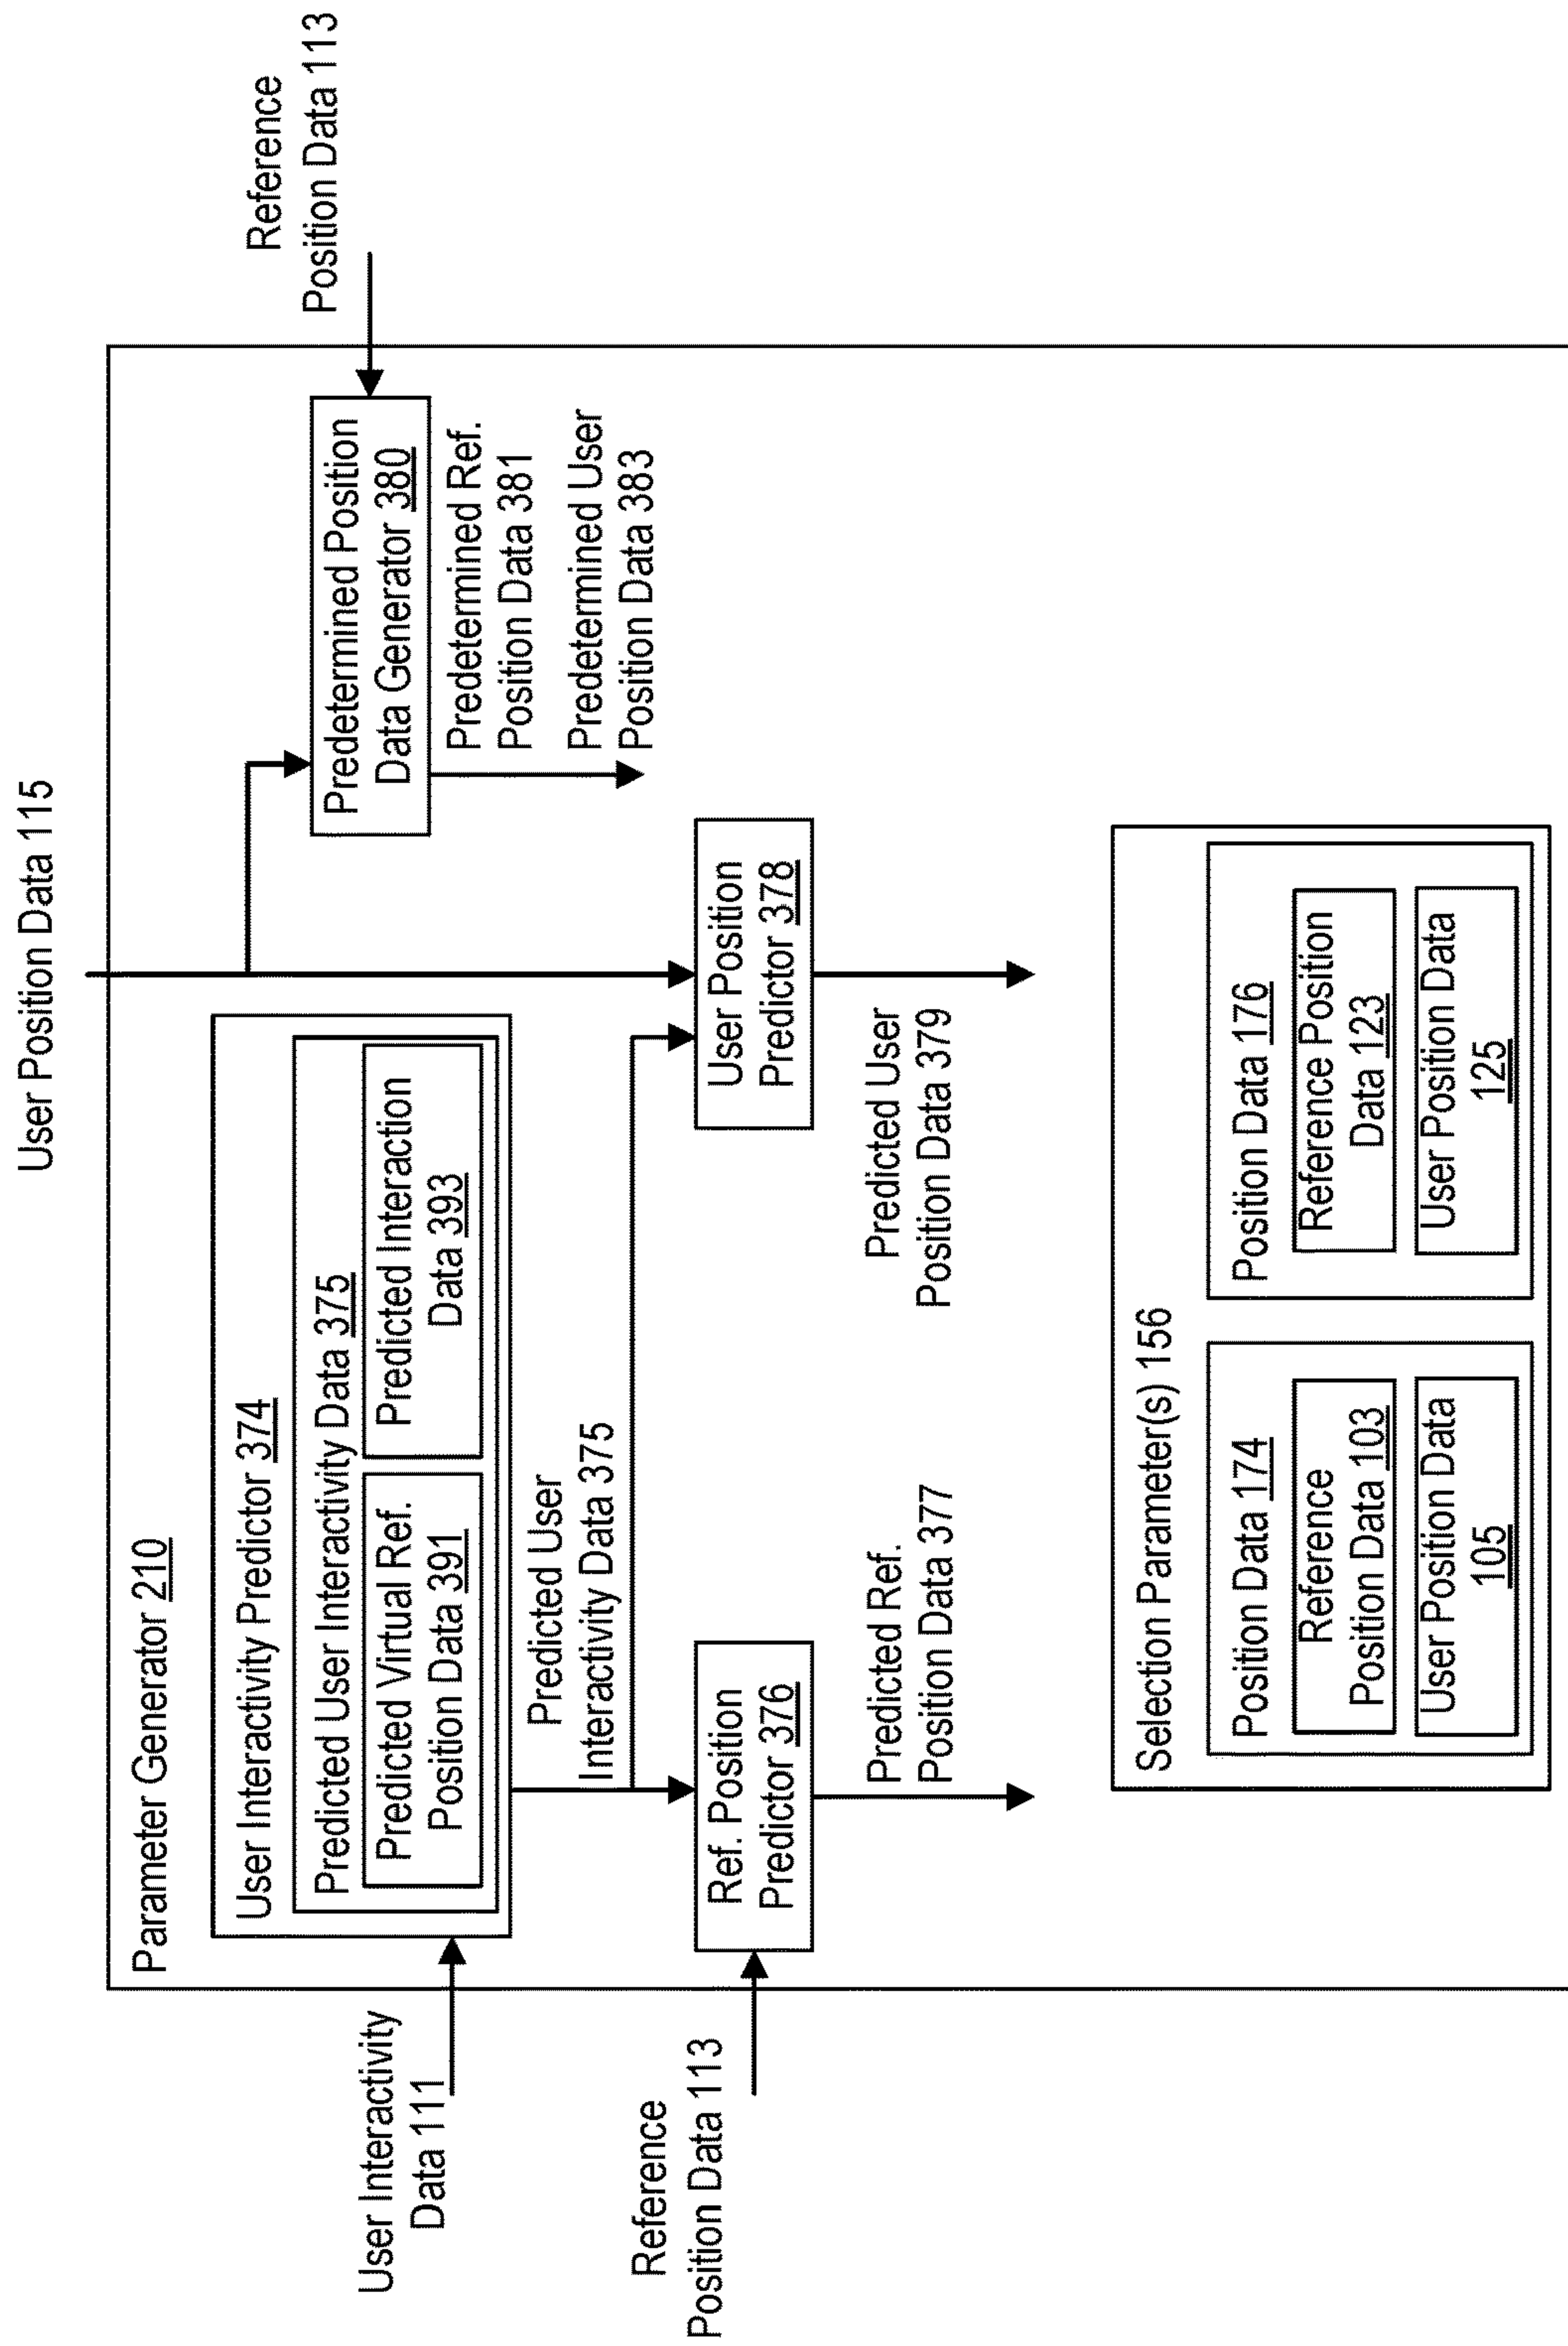 User Position Data 115
Reference
Position Data 113
Parameter Generator 210
User Interactivity
Data 111
User Interactivity Predictor 374
Predicted User Interactivity Data 375
Predicted Virtual Ref.
Position Data 391
Predicted Interaction
Data 393
Predetermined Position
Data Generator 380
Predetermined Ref.
Position Data 381
Predetermined User
Position Data 383
Predicted User
Interactivity Data 375
Reference
Position Data 113
Ref. Position
Predictor 376
User Position
Predictor 378
Predicted Ref.
Position Data 377
Predicted User
Position Data 379
Selection Parameter(s) 156
Position Data 174
Reference
Position Data 103
User Position Data
105
Position Data 176
Reference Position
Data 123
User Position Data
125